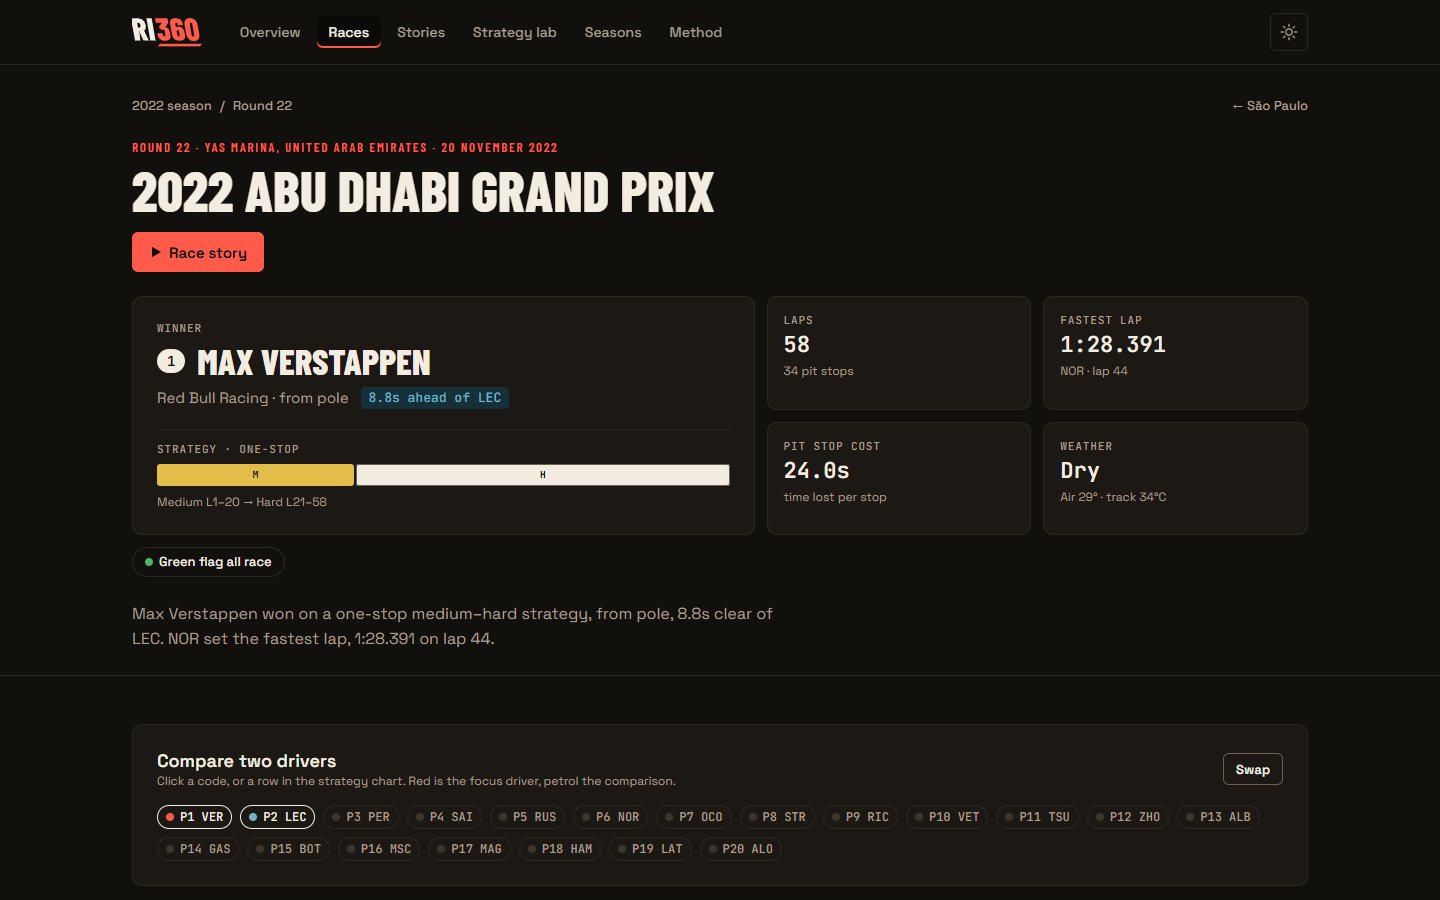 RI360 Overview Races Stories Strategy lab Seasons Method
2022 season / Round 22
← São Paulo
ROUND 22 · YAS MARINA, UNITED ARAB EMIRATES · 20 NOVEMBER 2022
2022 ABU DHABI GRAND PRIX
▶ Race story
WINNER
1 MAX VERSTAPPEN
Red Bull Racing · from pole 8.8s ahead of LEC
STRATEGY · ONE-STOP
M H
Medium L1–20 → Hard L21–58
LAPS
58
34 pit stops
FASTEST LAP
1:28.391
NOR · lap 44
PIT STOP COST
24.0s
time lost per stop
WEATHER
Dry
Air 29° · track 34°C
Green flag all race
Max Verstappen won on a one-stop medium–hard strategy, from pole, 8.8s clear of
LEC. NOR set the fastest lap, 1:28.391 on lap 44.
Compare two drivers
Click a code, or a row in the strategy chart. Red is the focus driver, petrol the comparison.
Swap
P1 VER P2 LEC P3 PER P4 SAI P5 RUS P6 NOR P7 OCO P8 STR P9 RIC P10 VET P11 TSU P12 ZHO P13 ALB
P14 GAS P15 BOT P16 MSC P17 MAG P18 HAM P19 LAT P20 ALO